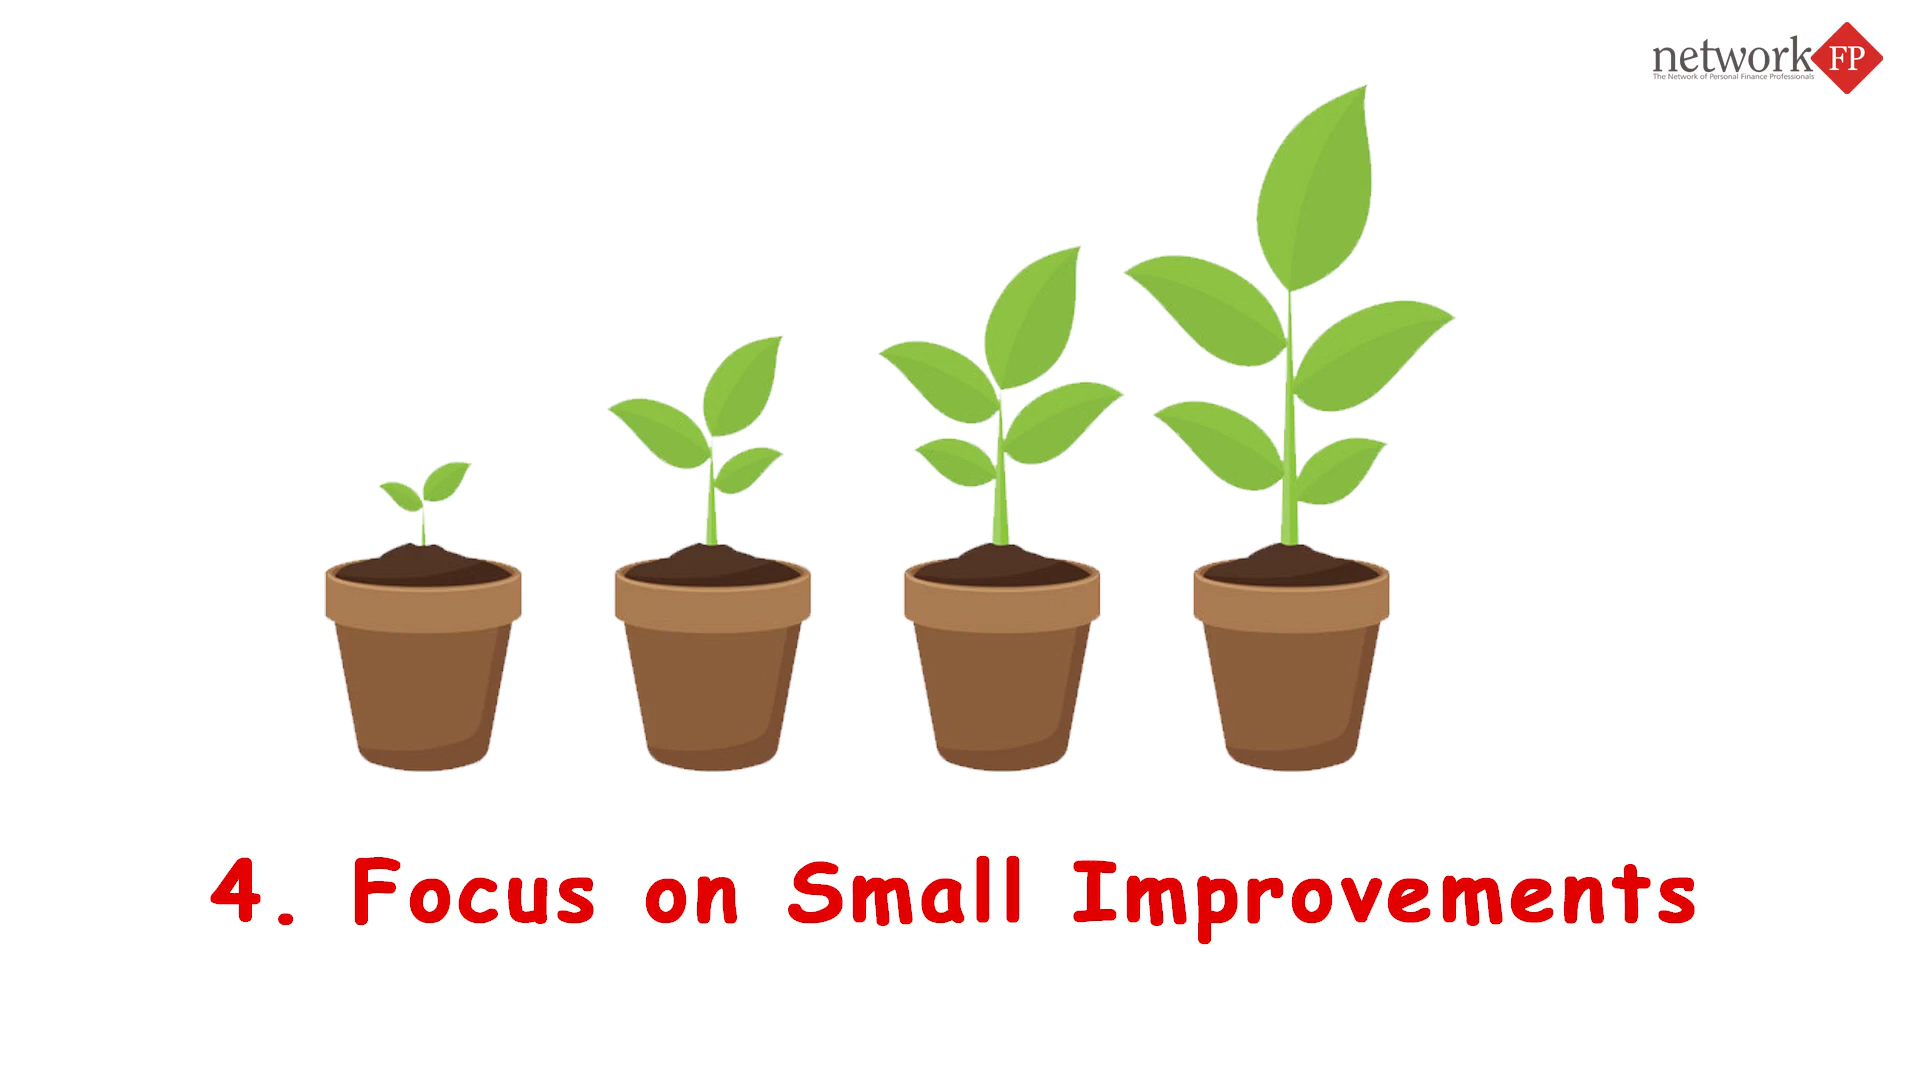 network FP
The Network of Personal Finance Professionals
4. Focus on Small Improvements